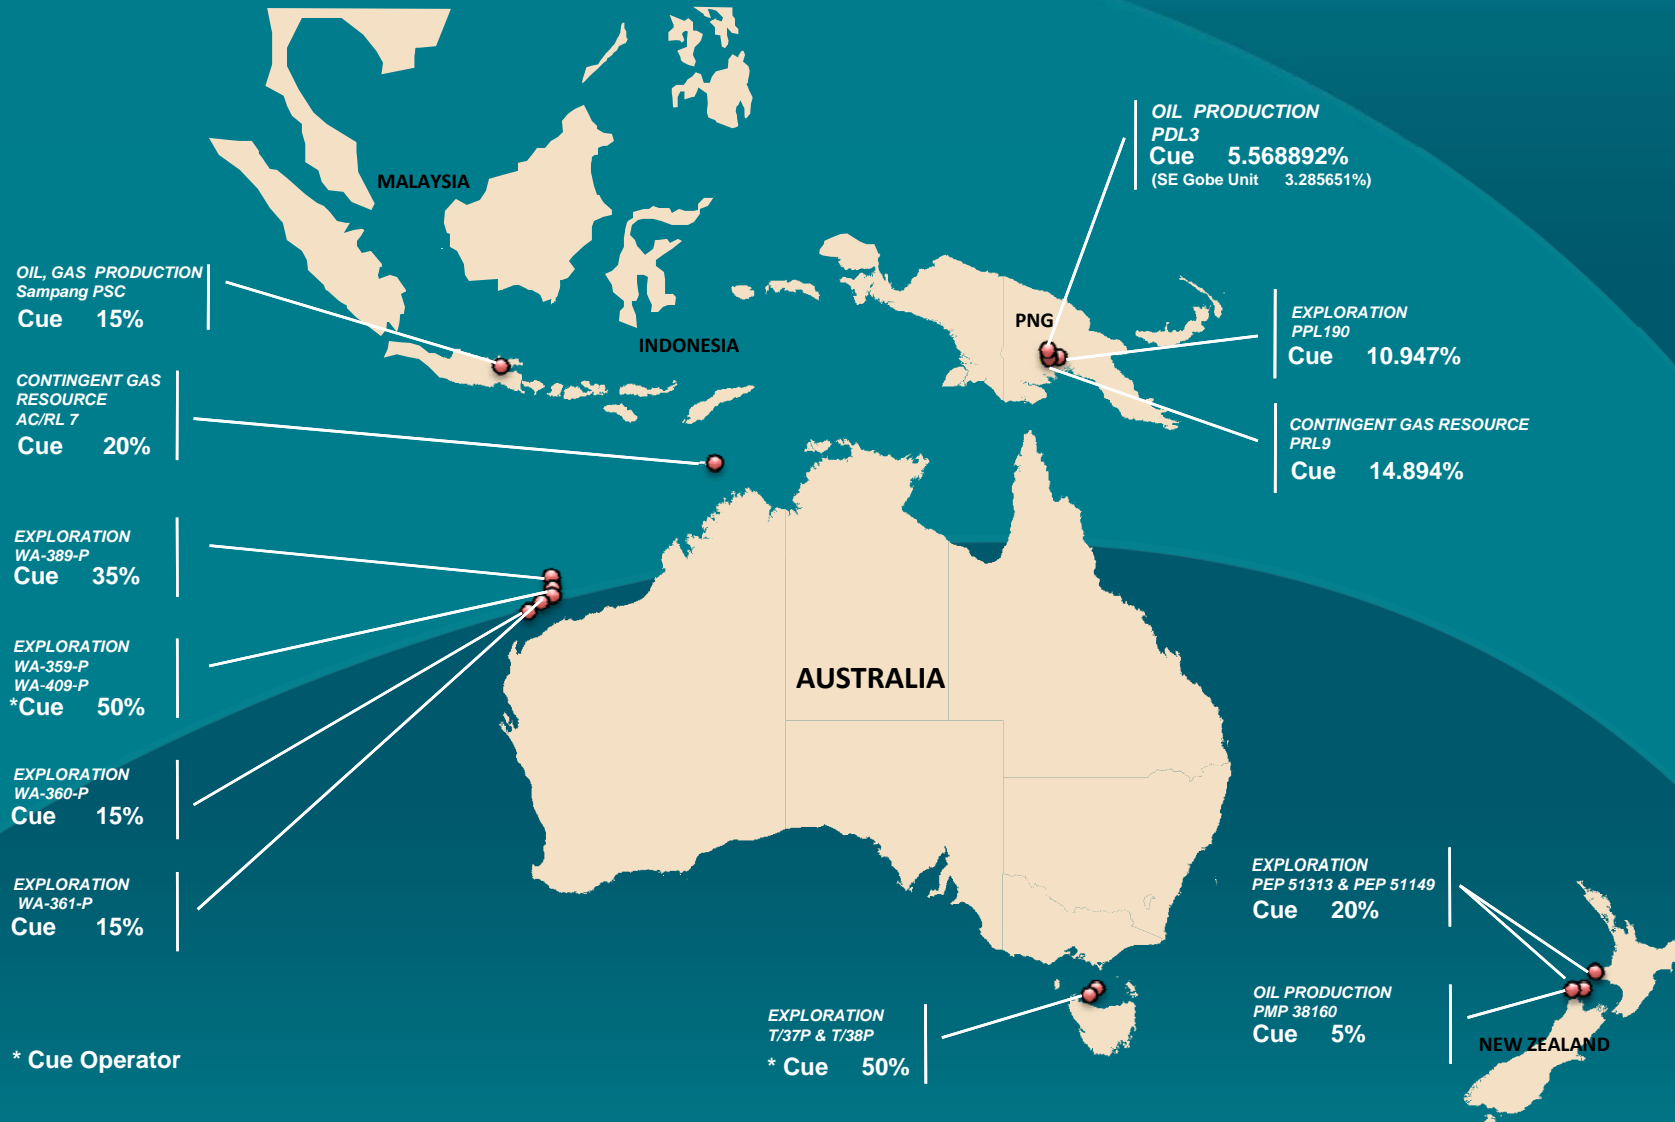 MALAYSIA
INDONESIA
PNG
AUSTRALIA
NEW ZEALAND
OIL PRODUCTION
PDL3
Cue 5.568892%
(SE Gobe Unit 3.285651%)
EXPLORATION
PPL190
Cue 10.947%
CONTINGENT GAS RESOURCE
PRL9
Cue 14.894%
OIL, GAS PRODUCTION
Sampang PSC
Cue 15%
CONTINGENT GAS
RESOURCE
AC/RL 7
Cue 20%
EXPLORATION
WA-389-P
Cue 35%
EXPLORATION
WA-359-P
WA-409-P
*Cue 50%
EXPLORATION
WA-360-P
Cue 15%
EXPLORATION
WA-361-P
Cue 15%
EXPLORATION
T/37P & T/38P
* Cue 50%
EXPLORATION
PEP 51313 & PEP 51149
Cue 20%
OIL PRODUCTION
PMP 38160
Cue 5%
* Cue Operator